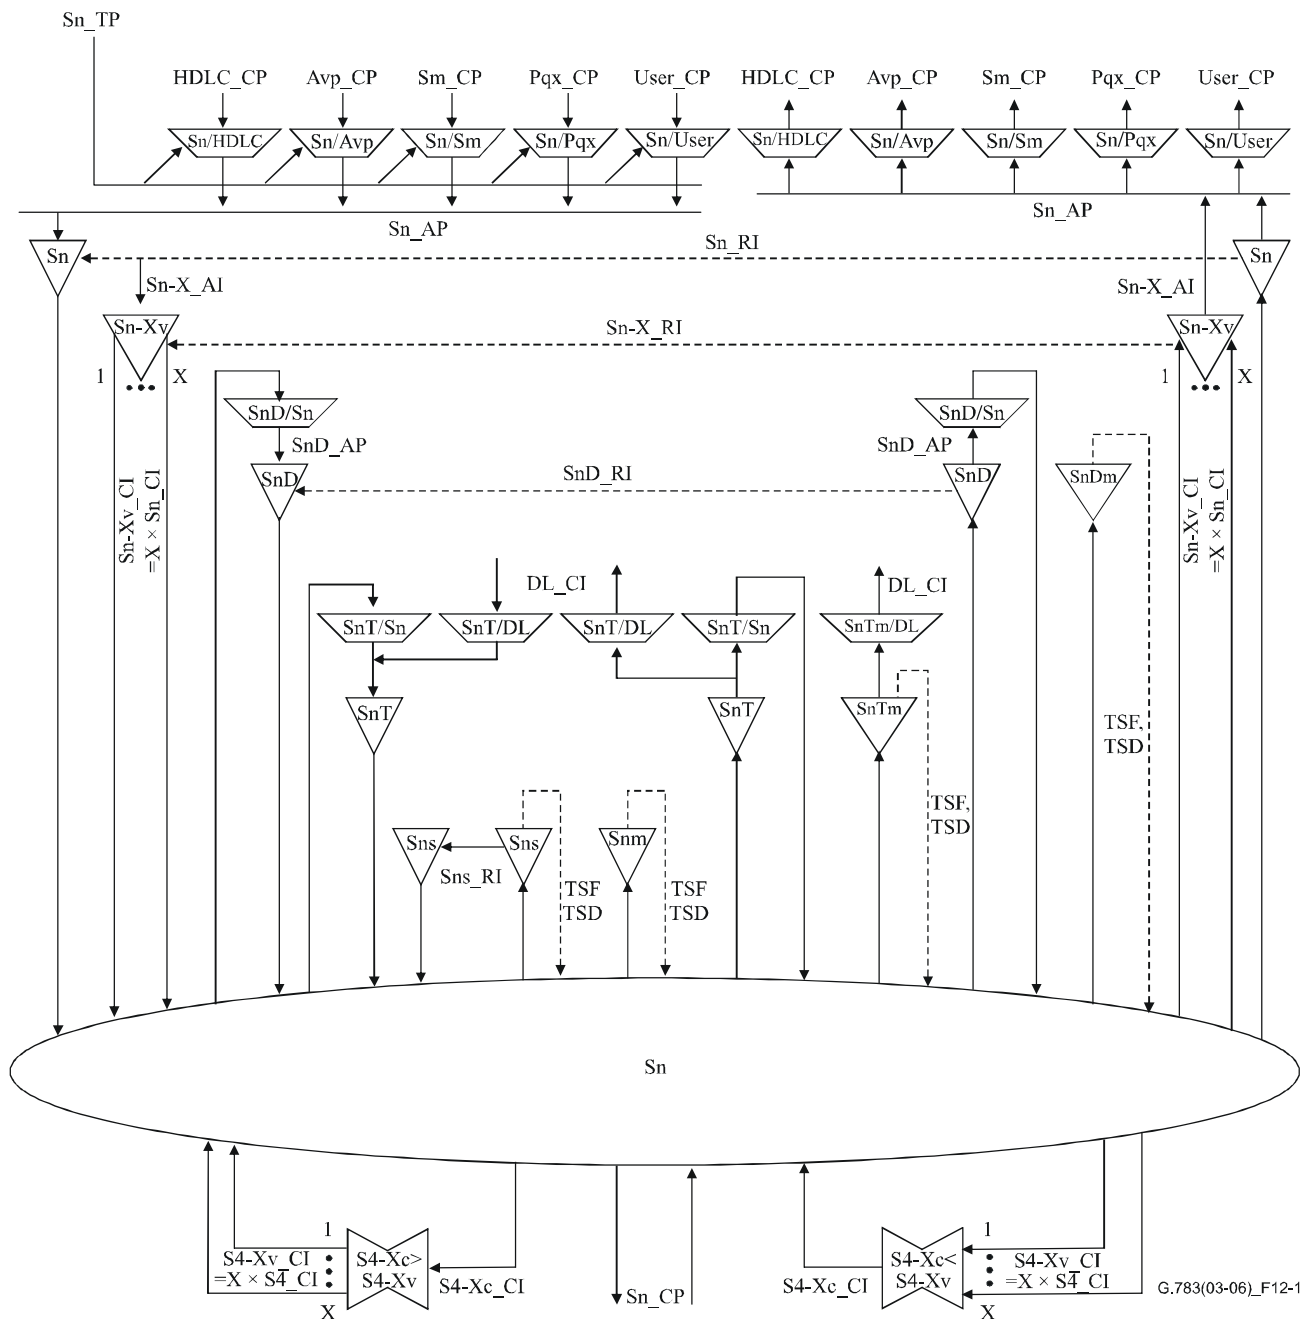 Sn_TP
HDLC_CP Avp_CP Sm_CP Pqx_CP User_CP HDLC_CP Avp_CP Sm_CP Pqx_CP User_CP
Sn/HDLC Sn/Avp Sn/Sm Sn/Pqx Sn/User Sn/HDLC Sn/Avp Sn/Sm Sn/Pqx Sn/User
Sn_AP Sn_AP
Sn Sn_RI Sn
Sn-X_AI Sn-X_AI
Sn-Xv Sn-X_RI Sn-Xv
1 ••• X 1 ••• X
SnD/Sn SnD/Sn
SnD_AP SnD_AP
SnD SnD_RI SnD SnDm
Sn-Xv_CI
=X × Sn_CI
Sn-Xv_CI
=X × Sn_CI
DL_CI DL_CI
SnT/Sn SnT/DL SnT/DL SnT/Sn SnTm/DL
SnT SnT SnTm
TSF,
TSD
TSF,
TSD
Sns Sns Snm
Sns_RI
TSF
TSD
TSF
TSD
Sn
1 1
S4-Xv_CI
=X × S4_CI
X
S4-Xc>
S4-Xv
S4-Xc_CI
Sn_CP
S4-Xc_CI
S4-Xc<
S4-Xv
S4-Xv_CI
=X × S4_CI
X
G.783(03-06)_F12-1